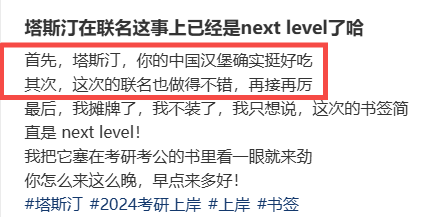 塔斯汀在联名这事上已经是next level了哈
首先，塔斯汀，你的中国汉堡确实挺好吃
其次，这次的联名也做得不错，再接再厉
最后，我摊牌了，我不装了，我只想说，这次的书签简
直是 next level！
我把它塞在考研考公的书里看一眼就来劲
你怎么来这么晚，早点来多好！
#塔斯汀 #2024考研上岸 #上岸 #书签